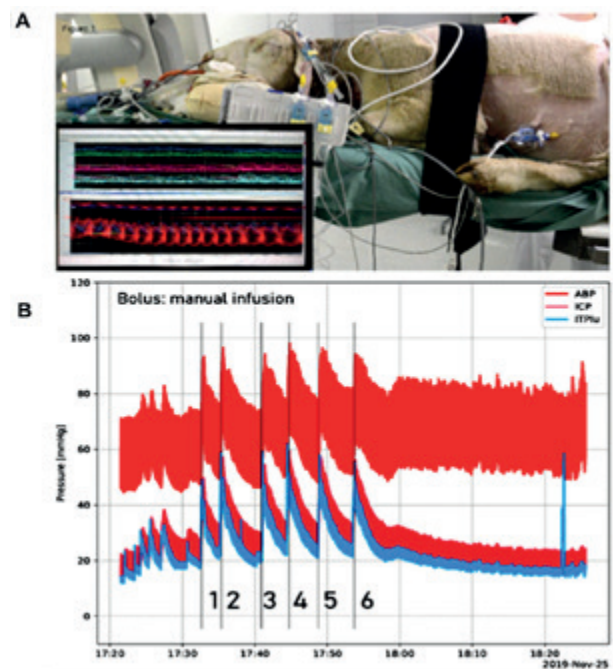 A
Figure 1
B
Bolus: manual infusion
ABP
ICP
ITPlu
120
100
80
60
40
20
0
Pressure [mmHg]
1 2 3 4 5 6
17:20 17:30 17:40 17:50 18:00 18:10 18:20
2019-Nov-25